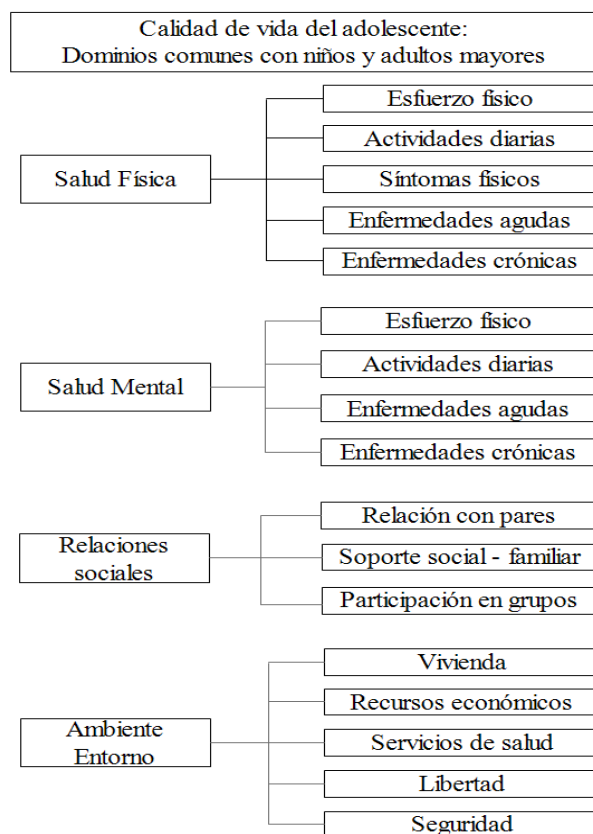 Calidad de vida del adolescente:
Dominios comunes con niños y adultos mayores
Salud Física
Esfuerzo físico
Actividades diarias
Síntomas físicos
Enfermedades agudas
Enfermedades crónicas
Salud Mental
Esfuerzo físico
Actividades diarias
Enfermedades agudas
Enfermedades crónicas
Relaciones
sociales
Relación con pares
Soporte social - familiar
Participación en grupos
Ambiente
Entorno
Vivienda
Recursos económicos
Servicios de salud
Libertad
Seguridad